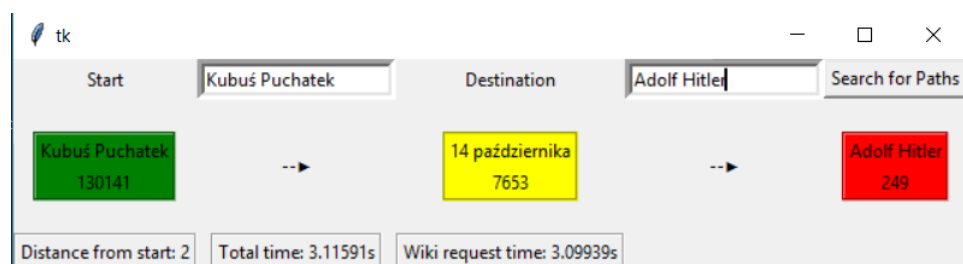 tk
Start Kubuś Puchatek Destination Adolf Hitler Search for Paths
Kubuś Puchatek --► 14 października --► Adolf Hitler
130141 7653 249
Distance from start: 2 Total time: 3.11591s Wiki request time: 3.09939s